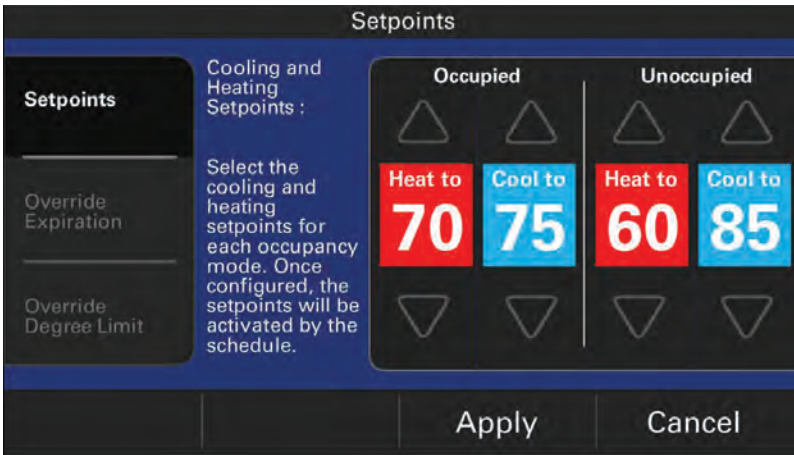 Setpoints
Setpoints
Override
Expiration
Override
Degree Limit
Cooling and
Heating
Setpoints :
Select the
cooling and
heating
setpoints for
each occupancy
mode. Once
configured, the
setpoints will be
activated by the
schedule.
Occupied
Heat to
70
Cool to
75
Unoccupied
Heat to
60
Cool to
85
Apply
Cancel